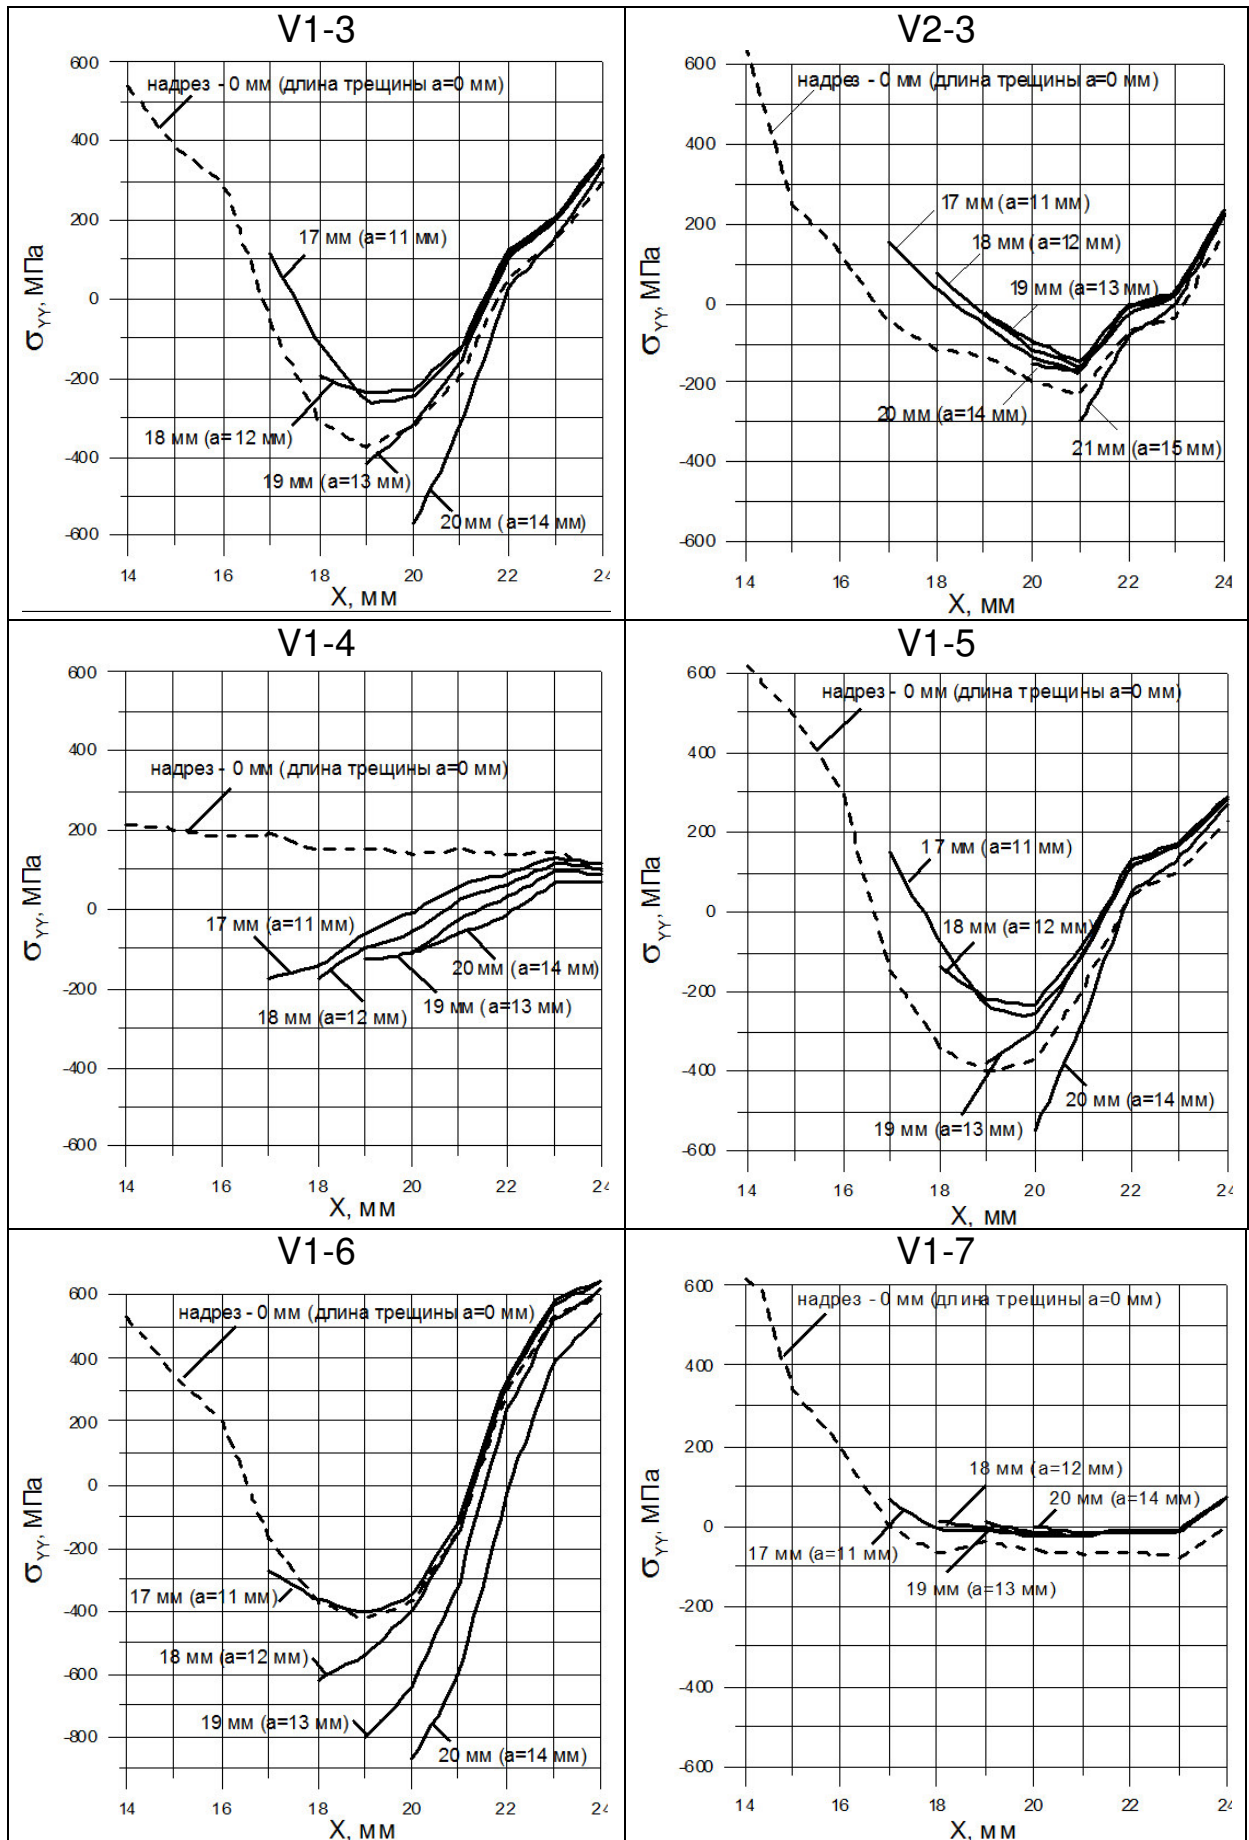 V1-3
600
надрез - 0 мм (длина трещины a=0 мм)
400
200
17 мм (a=11 мм)
0
-200
18 мм (a=12 мм)
-400
19 мм (a=13 мм)
20 мм (a=14 мм)
-600
14 16 18 20 22 24
X, мм
σYY, МПа
V2-3
600
надрез - 0 мм (длина трещины a=0 мм)
400
17 мм (a=11 мм)
200
18 мм (a=12 мм)
19 мм (a=13 мм)
0
-200
20 мм (a=14 мм)
21 мм (a=15 мм)
-400
-600
14 16 18 20 22 24
X, мм
σYY, МПа
V1-4
600
400
надрез - 0 мм (длина трещины a=0 мм)
200
0
17 мм (a=11 мм)
20 мм (a=14 мм)
-200
19 мм (a=13 мм)
18 мм (a=12 мм)
-400
-600
14 16 18 20 22 24
X, мм
σYY, МПа
V1-5
600
надрез - 0 мм (длина трещины a=0 мм)
400
200
17 мм (a=11 мм)
0
18 мм (a=12 мм)
-200
-400
20 мм (a=14 мм)
19 мм (a=13 мм)
-600
14 16 18 20 22 24
X, мм
σYY, МПа
V1-6
600
надрез - 0 мм (длина трещины a=0 мм)
400
200
0
-200
17 мм (a=11 мм)
-400
18 мм (a=12 мм)
-600
19 мм (a=13 мм)
-800
20 мм (a=14 мм)
14 16 18 20 22 24
X, мм
σYY, МПа
V1-7
600
надрез - 0 мм (длина трещины a=0 мм)
400
200
18 мм (a=12 мм)
20 мм (a=14 мм)
0
17 мм (a=11 мм)
19 мм (a=13 мм)
-200
-400
-600
14 16 18 20 22 24
X, мм
σYY, МПа